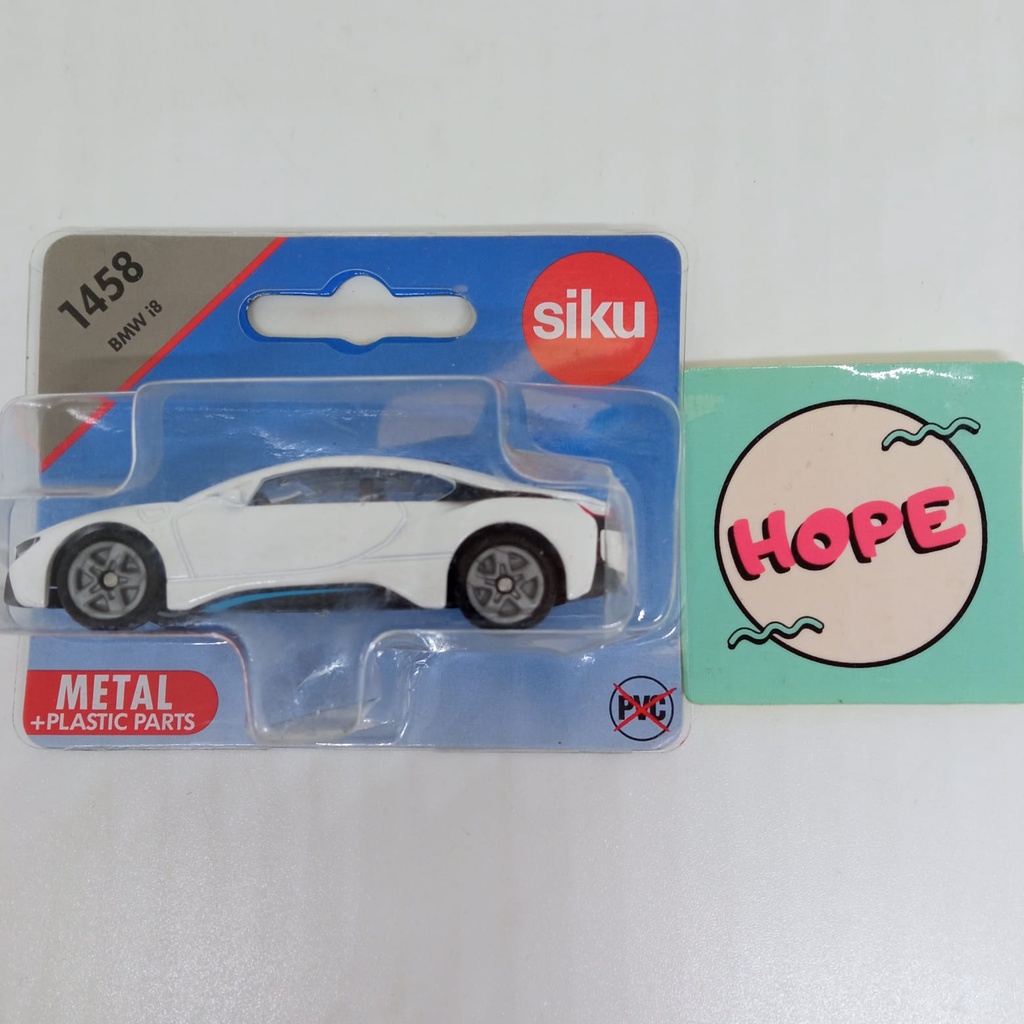 1458
BMW i8
siku
HOPE
METAL
+PLASTIC PARTS
PVC